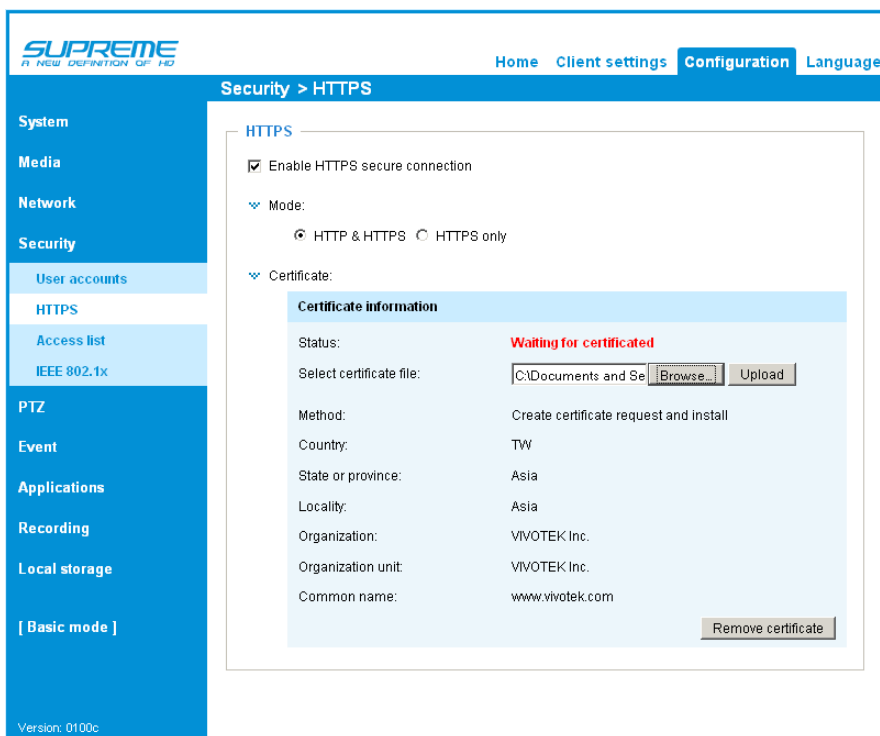 SUPREME
A NEW DEFINITION OF HD
Home Client settings Configuration Language
Security > HTTPS
System
Media
Network
Security
User accounts
HTTPS
Access list
IEEE 802.1x
PTZ
Event
Applications
Recording
Local storage
[ Basic mode ]
Version: 0100c
HTTPS
Enable HTTPS secure connection
Mode:
HTTP & HTTPS HTTPS only
Certificate:
Certificate information
Status: Waiting for certificated
Select certificate file: C:\Documents and Se Browse... Upload
Method: Create certificate request and install
Country: TW
State or province: Asia
Locality: Asia
Organization: VIVOTEK Inc.
Organization unit: VIVOTEK Inc.
Common name: www.vivotek.com
Remove certificate